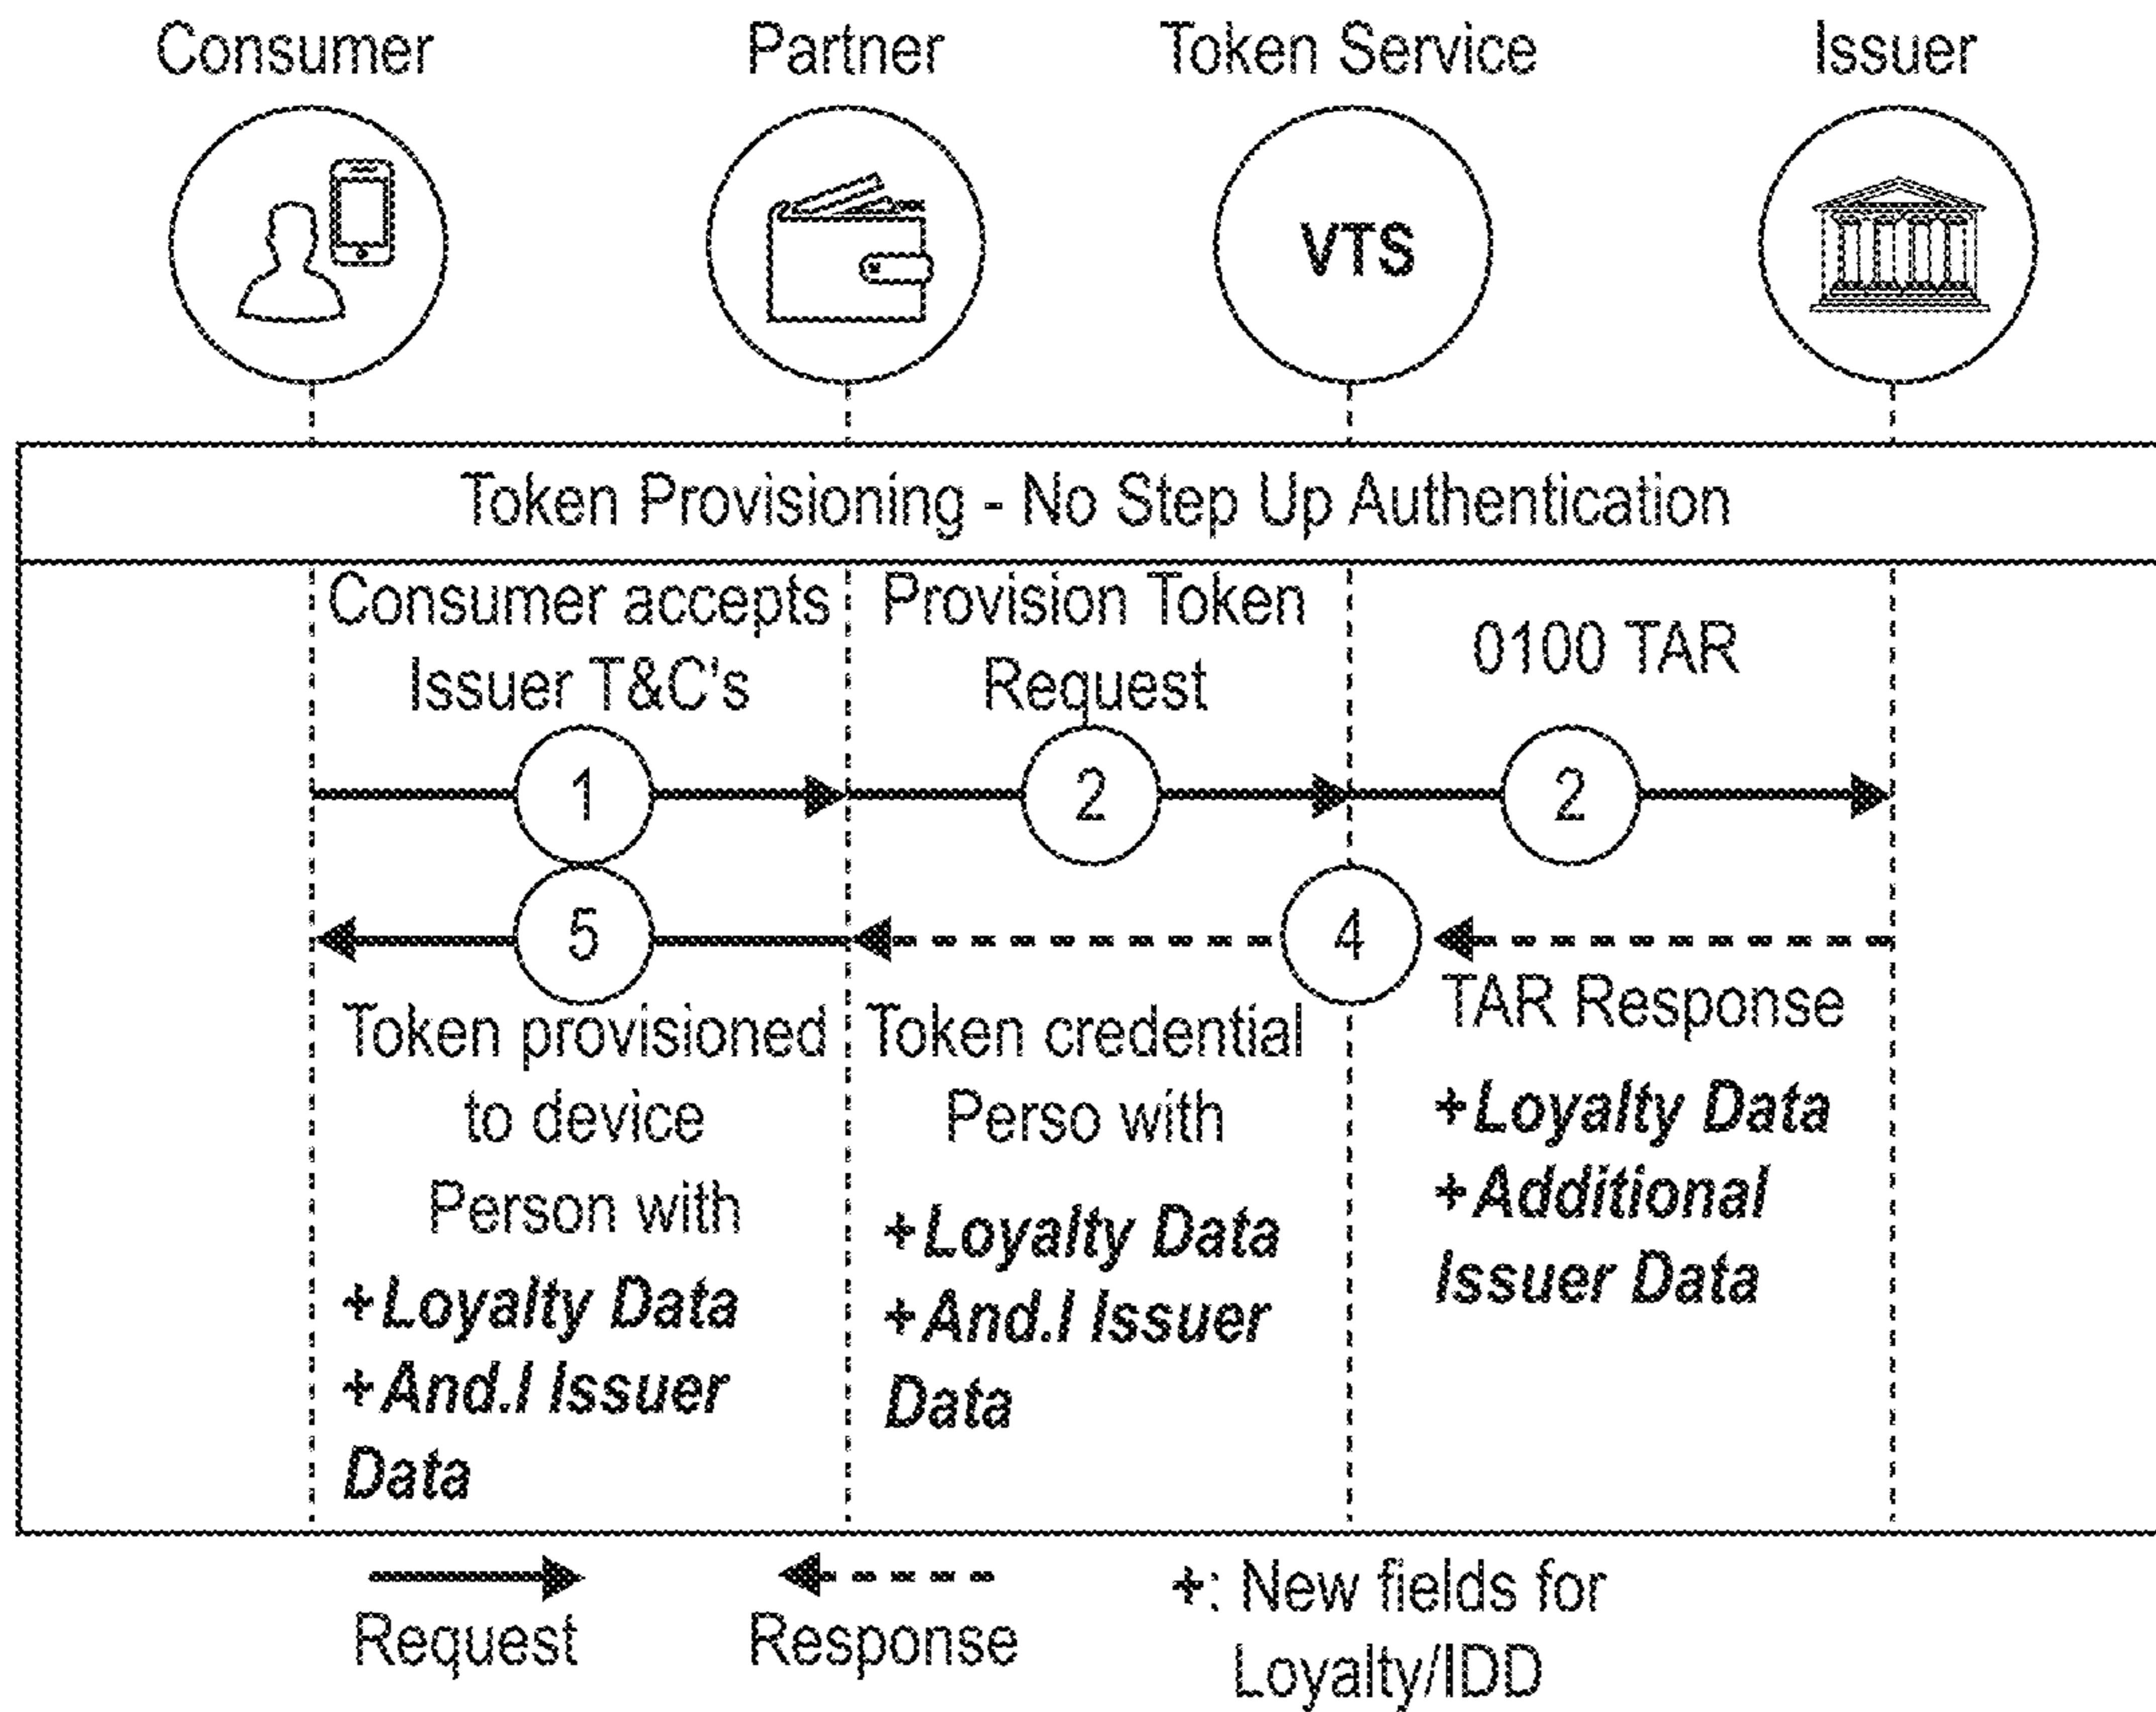 Consumer
Partner
Token Service
Issuer
VTS
Token Provisioning - No Step Up Authentication
Consumer accepts
Issuer T&C's
Provision Token
Request
0100 TAR
1
2
2
5
4
Token provisioned
to device
Person with
+Loyalty Data
+And.I Issuer
Data
Token credential
Perso with
+Loyalty Data
+And.I Issuer
Data
TAR Response
+Loyalty Data
+Additional
Issuer Data
Request
Response
+: New fields for
Loyalty/IDD